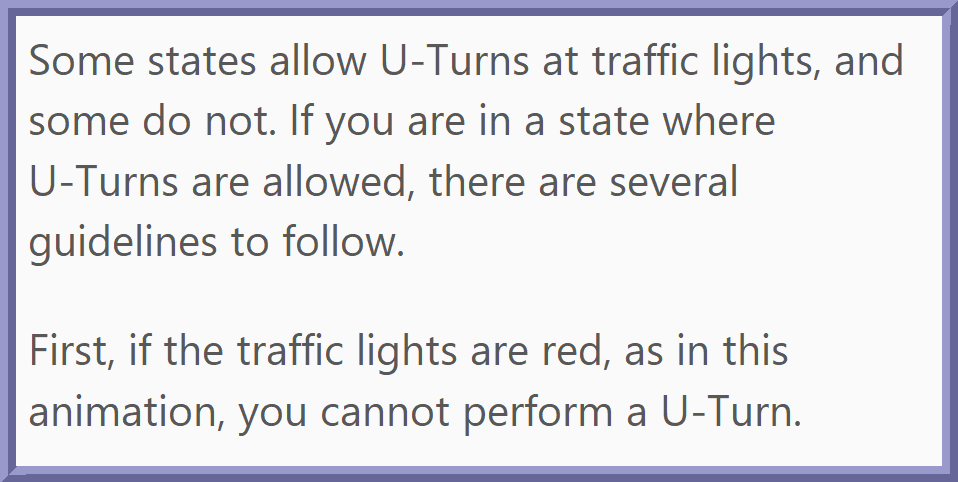 Some states allow U-Turns at traffic lights, and
some do not. If you are in a state where
U-Turns are allowed, there are several
guidelines to follow.
First, if the traffic lights are red, as in this
animation, you cannot perform a U-Turn.